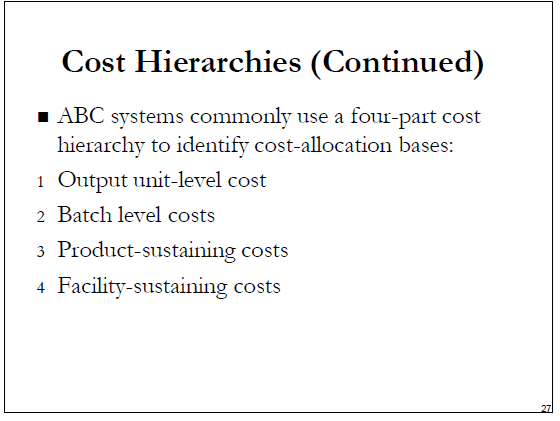 Cost Hierarchies (Continued)
■ ABC systems commonly use a four-part cost
hierarchy to identify cost-allocation bases:
1 Output unit-level cost
2 Batch level costs
3 Product-sustaining costs
4 Facility-sustaining costs
27